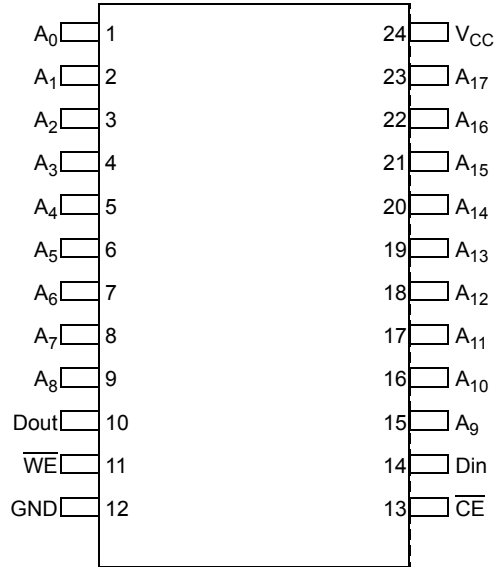 A0 1 24 VCC
A1 2 23 A17
A2 3 22 A16
A3 4 21 A15
A4 5 20 A14
A5 6 19 A13
A6 7 18 A12
A7 8 17 A11
A8 9 16 A10
Dout 10 15 A9
W̅E̅ 11 14 Din
GND 12 13 C̅E̅